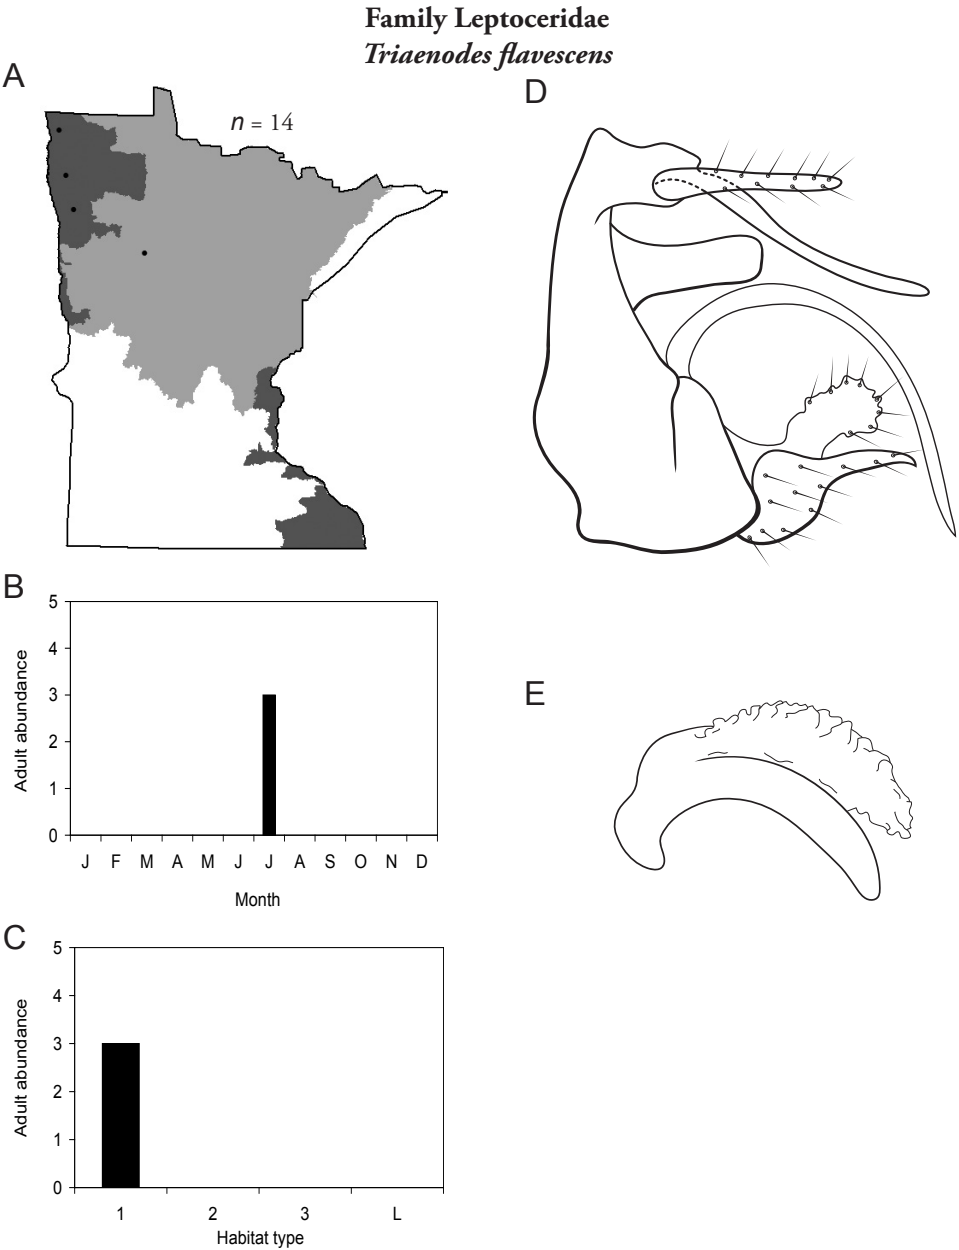 Family Leptoceridae
Triaenodes flavescens
A
n = 14
D
B
5
4
3
2
1
0
Adult abundance
J F M A M J J A S O N D
Month
E
C
5
4
3
2
1
0
Adult abundance
1 2 3 L
Habitat type